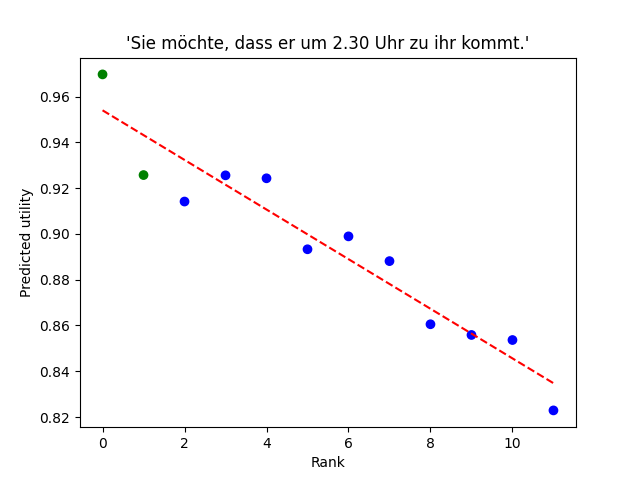 'Sie möchte, dass er um 2.30 Uhr zu ihr kommt.'
Predicted utility
0.96
0.94
0.92
0.90
0.88
0.86
0.84
0.82
0 2 4 6 8 10
Rank